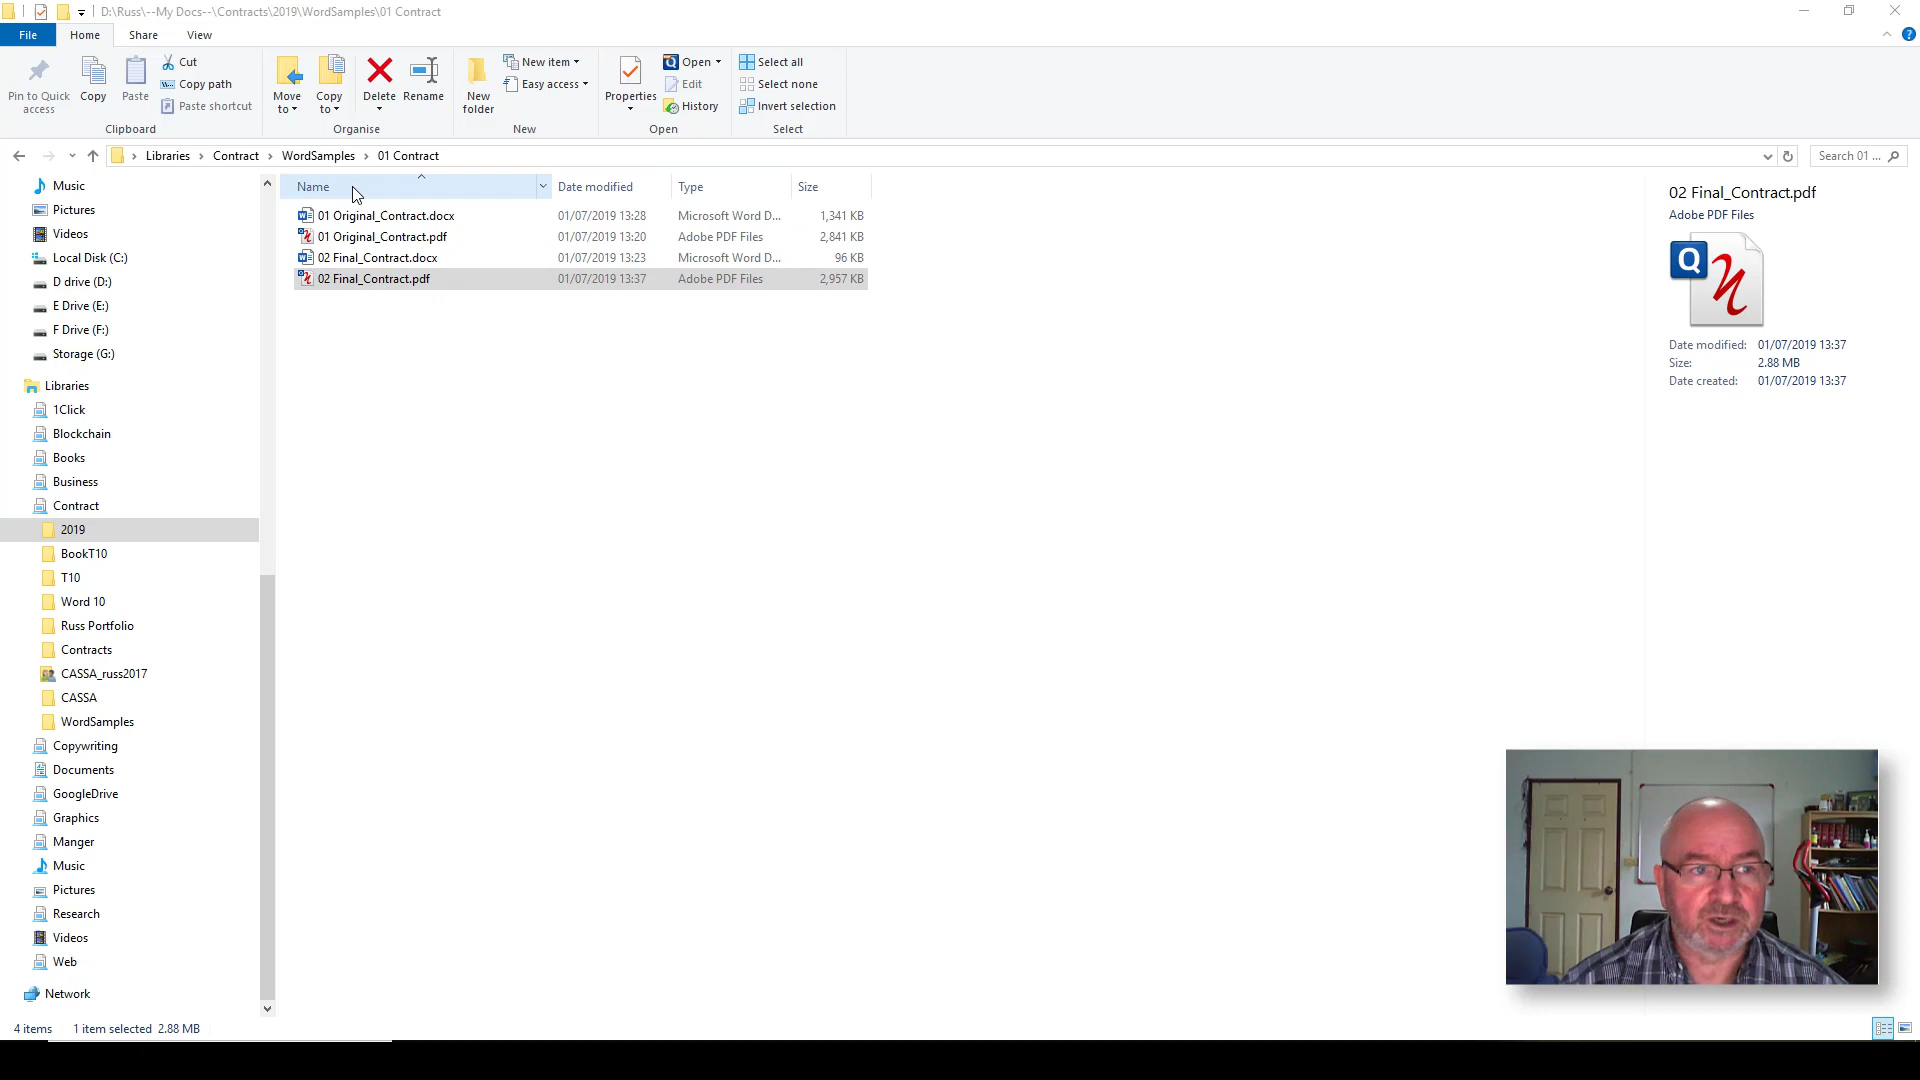 D:\Russ\--My Docs--\Contracts\2019\WordSamples\01 Contract
File Home Share View
Pin to Quick access
Copy
Paste
Cut
Copy path
Paste shortcut
Clipboard
Move to
Copy to
Delete
Rename
Organise
New folder
New item
Easy access
New
Properties
Open
Edit
History
Open
Select all
Select none
Invert selection
Select
Libraries Contract WordSamples 01 Contract
Search 01 ...
Name Date modified Type Size
01 Original_Contract.docx 01/07/2019 13:28 Microsoft Word D... 1,341 KB
01 Original_Contract.pdf 01/07/2019 13:20 Adobe PDF Files 2,841 KB
02 Final_Contract.docx 01/07/2019 13:23 Microsoft Word D... 96 KB
02 Final_Contract.pdf 01/07/2019 13:37 Adobe PDF Files 2,957 KB
Music
Pictures
Videos
Local Disk (C:)
D drive (D:)
E Drive (E:)
F Drive (F:)
Storage (G:)
Libraries
1Click
Blockchain
Books
Business
Contract
2019
BookT10
T10
Word 10
Russ Portfolio
Contracts
CASSA_russ2017
CASSA
WordSamples
Copywriting
Documents
GoogleDrive
Graphics
Manger
Music
Pictures
Research
Videos
Web
Network
02 Final_Contract.pdf
Adobe PDF Files
Q
Date modified: 01/07/2019 13:37
Size: 2.88 MB
Date created: 01/07/2019 13:37
4 items 1 item selected 2.88 MB